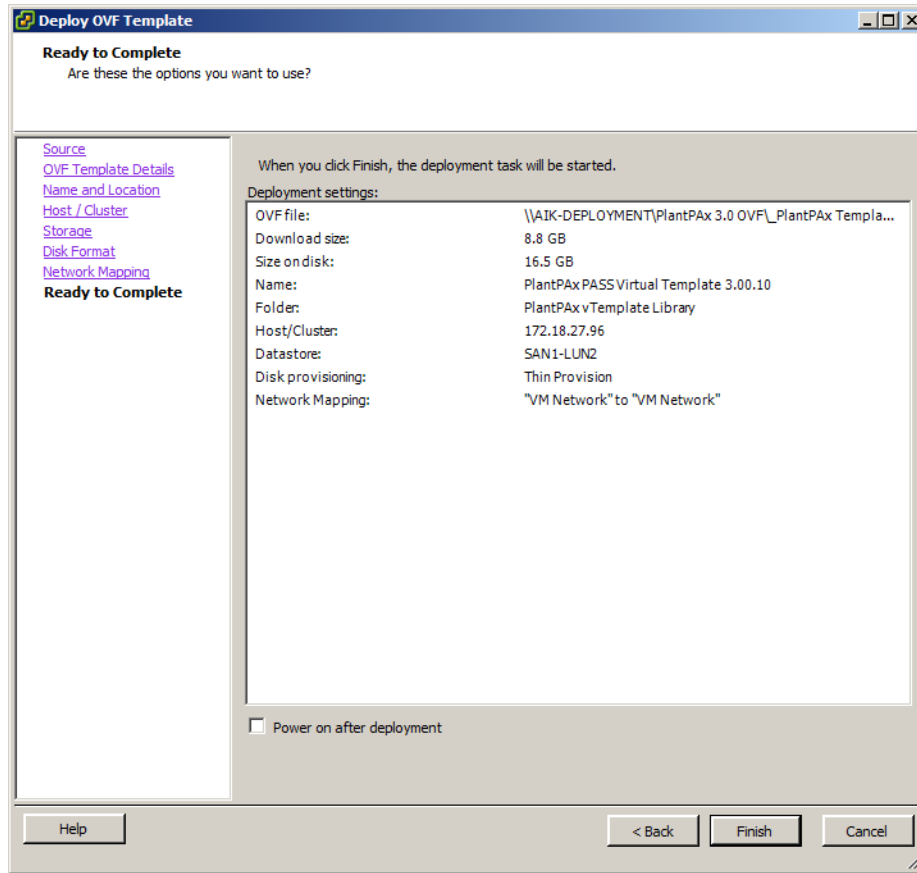 Deploy OVF Template
Ready to Complete
Are these the options you want to use?
Source
OVF Template Details
Name and Location
Host / Cluster
Storage
Disk Format
Network Mapping
Ready to Complete
When you click Finish, the deployment task will be started.
Deployment settings:
OVF file: \\AIK-DEPLOYMENT\PlantPAx 3.0 OVF\_PlantPAx Templa...
Download size: 8.8 GB
Size on disk: 16.5 GB
Name: PlantPAx PASS Virtual Template 3.00.10
Folder: PlantPAx vTemplate Library
Host/Cluster: 172.18.27.96
Datastore: SAN1-LUN2
Disk provisioning: Thin Provision
Network Mapping: "VM Network" to "VM Network"
Power on after deployment
Help < Back Finish Cancel